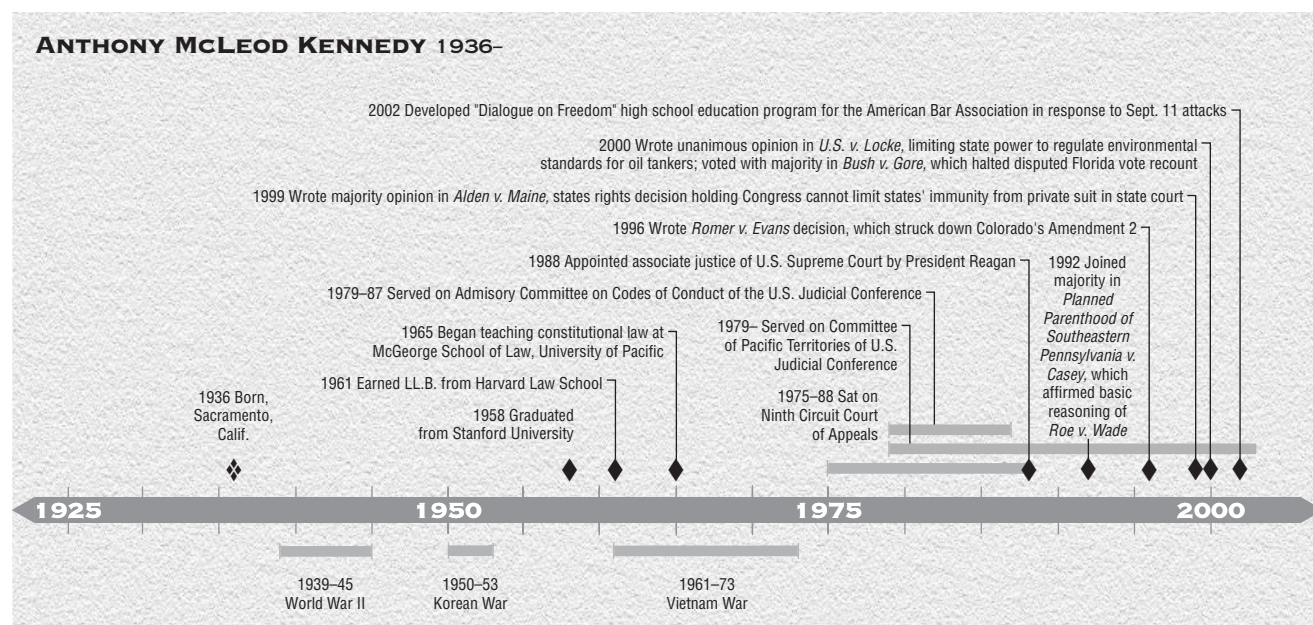 ANTHONY MCLEOD KENNEDY 1936–
2002 Developed "Dialogue on Freedom" high school education program for the American Bar Association in response to Sept. 11 attacks
2000 Wrote unanimous opinion in U.S. v. Locke, limiting state power to regulate environmental
standards for oil tankers; voted with majority in Bush v. Gore, which halted disputed Florida vote recount
1999 Wrote majority opinion in Alden v. Maine, states rights decision holding Congress cannot limit states' immunity from private suit in state court
1996 Wrote Romer v. Evans decision, which struck down Colorado's Amendment 2
1988 Appointed associate justice of U.S. Supreme Court by President Reagan
1992 Joined
majority in
Planned
Parenthood of
Southeastern
Pennsylvania v.
Casey, which
affirmed basic
reasoning of
Roe v. Wade
1979–87 Served on Admisory Committee on Codes of Conduct of the U.S. Judicial Conference
1965 Began teaching constitutional law at
McGeorge School of Law, University of Pacific
1979– Served on Committee
of Pacific Territories of U.S.
Judicial Conference
1961 Earned LL.B. from Harvard Law School
1975–88 Sat on
Ninth Circuit Court
of Appeals
1936 Born,
Sacramento,
Calif.
1958 Graduated
from Stanford University
1925
1950
1975
2000
1939–45
World War II
1950–53
Korean War
1961–73
Vietnam War